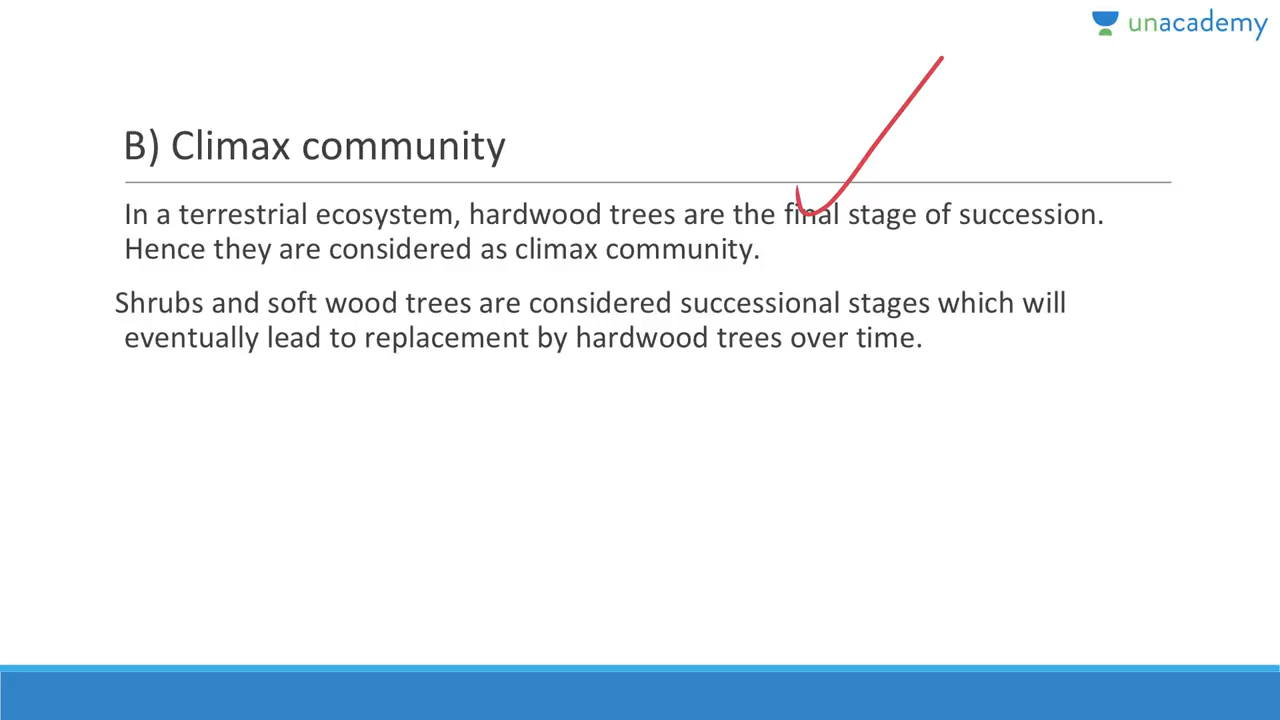 unacademy
B) Climax community
In a terrestrial ecosystem, hardwood trees are the final stage of succession.
Hence they are considered as climax community.
Shrubs and soft wood trees are considered successional stages which will
eventually lead to replacement by hardwood trees over time.